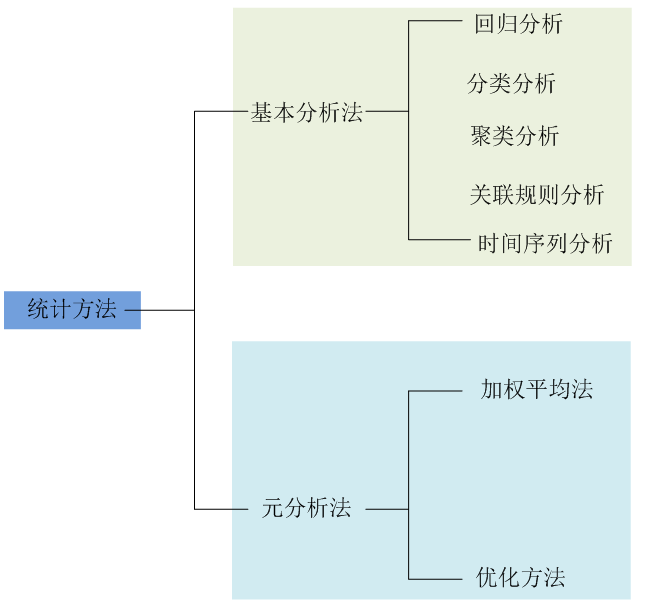 回归分析
分类分析
基本分析法
聚类分析
关联规则分析
时间序列分析
统计方法
加权平均法
元分析法
优化方法